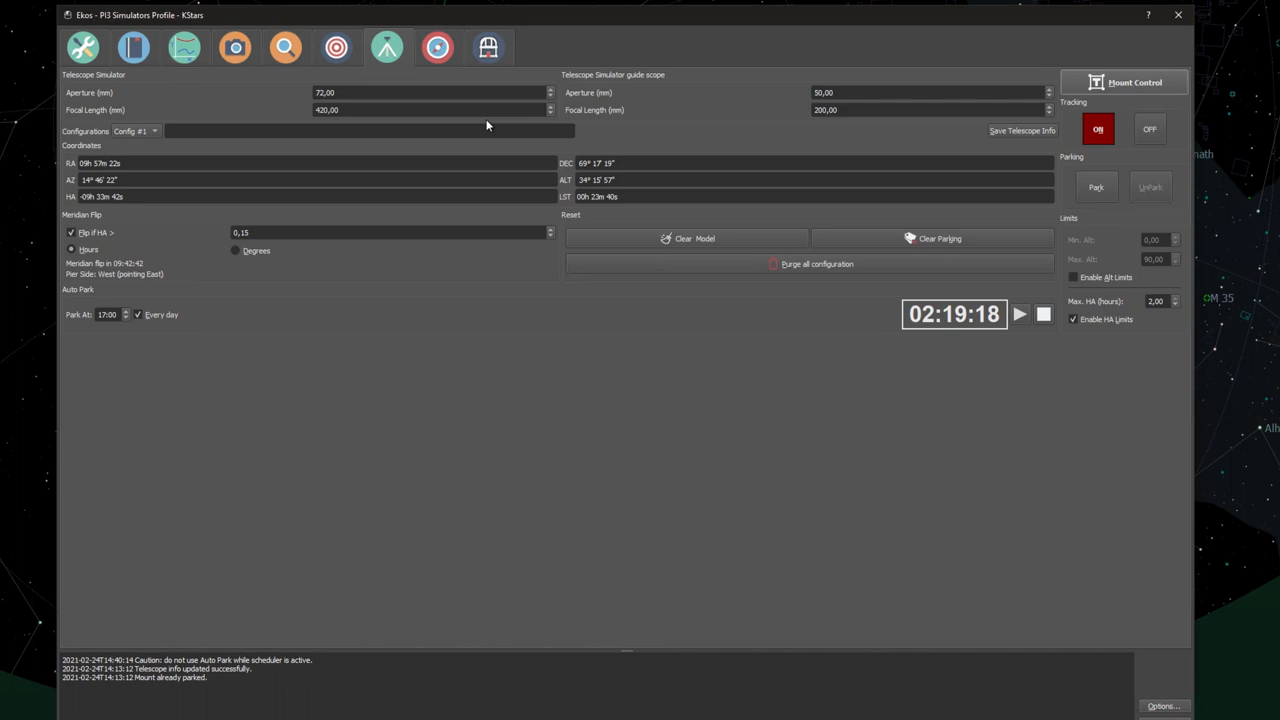 Ekos - PI3 Simulators Profile - KStars
Telescope Simulator
Telescope Simulator guide scope
Aperture (mm) 72,00
Aperture (mm) 50,00
Focal Length (mm) 420,00
Focal Length (mm) 200,00
Configurations Config #1
Save Telescope Info
Coordinates
RA 09h 57m 22s
DEC 69° 17' 19"
AZ 14° 46' 22"
ALT 34° 15' 57"
HA -09h 33m 42s
LST 00h 23m 40s
Meridian Flip
Flip if HA > 0,15
Hours
Degrees
Meridian flip in 09:42:42
Pier Side: West (pointing East)
Reset
Clear Model
Clear Parking
Purge all configuration
Auto Park
Park At: 17:00 Every day
02:19:18
Mount Control
Tracking
ON OFF
Parking
Park UnPark
Limits
Min. Alt: 0,00
Max. Alt: 90,00
Enable Alt Limits
Max. HA (hours): 2,00
Enable HA Limits
2021-02-24T14:40:14 Caution: do not use Auto Park while scheduler is active.
2021-02-24T14:13:12 Telescope info updated successfully.
2021-02-24T14:13:12 Mount already parked.
Options...
math
M 35
Alh